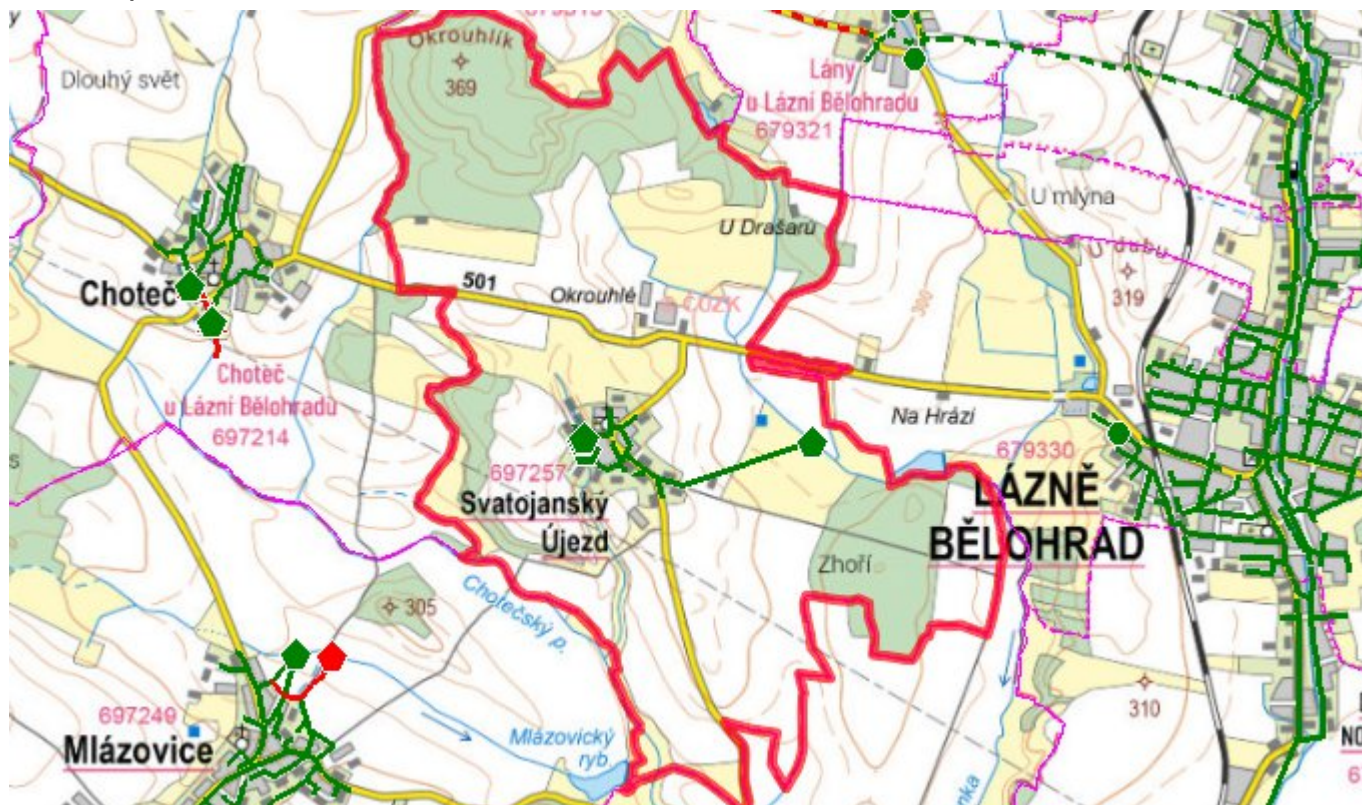 Okrouhlík
369
Dlouhý svět
Lány
u Lázní Bělohradu
679321
U mlýna
U Drašarů
U dubu
319
300
Choteč
501
Okrouhlé
ČÚZK
Choteč
u Lázní Bělohradu
697214
Na Hrázi
679330
LÁZNĚ
BĚLOHRAD
697257
Svatojanský
Újezd
Zhoří
Chotečský p.
305
310
697249
Mlázovice
Mlázovický
ryb.